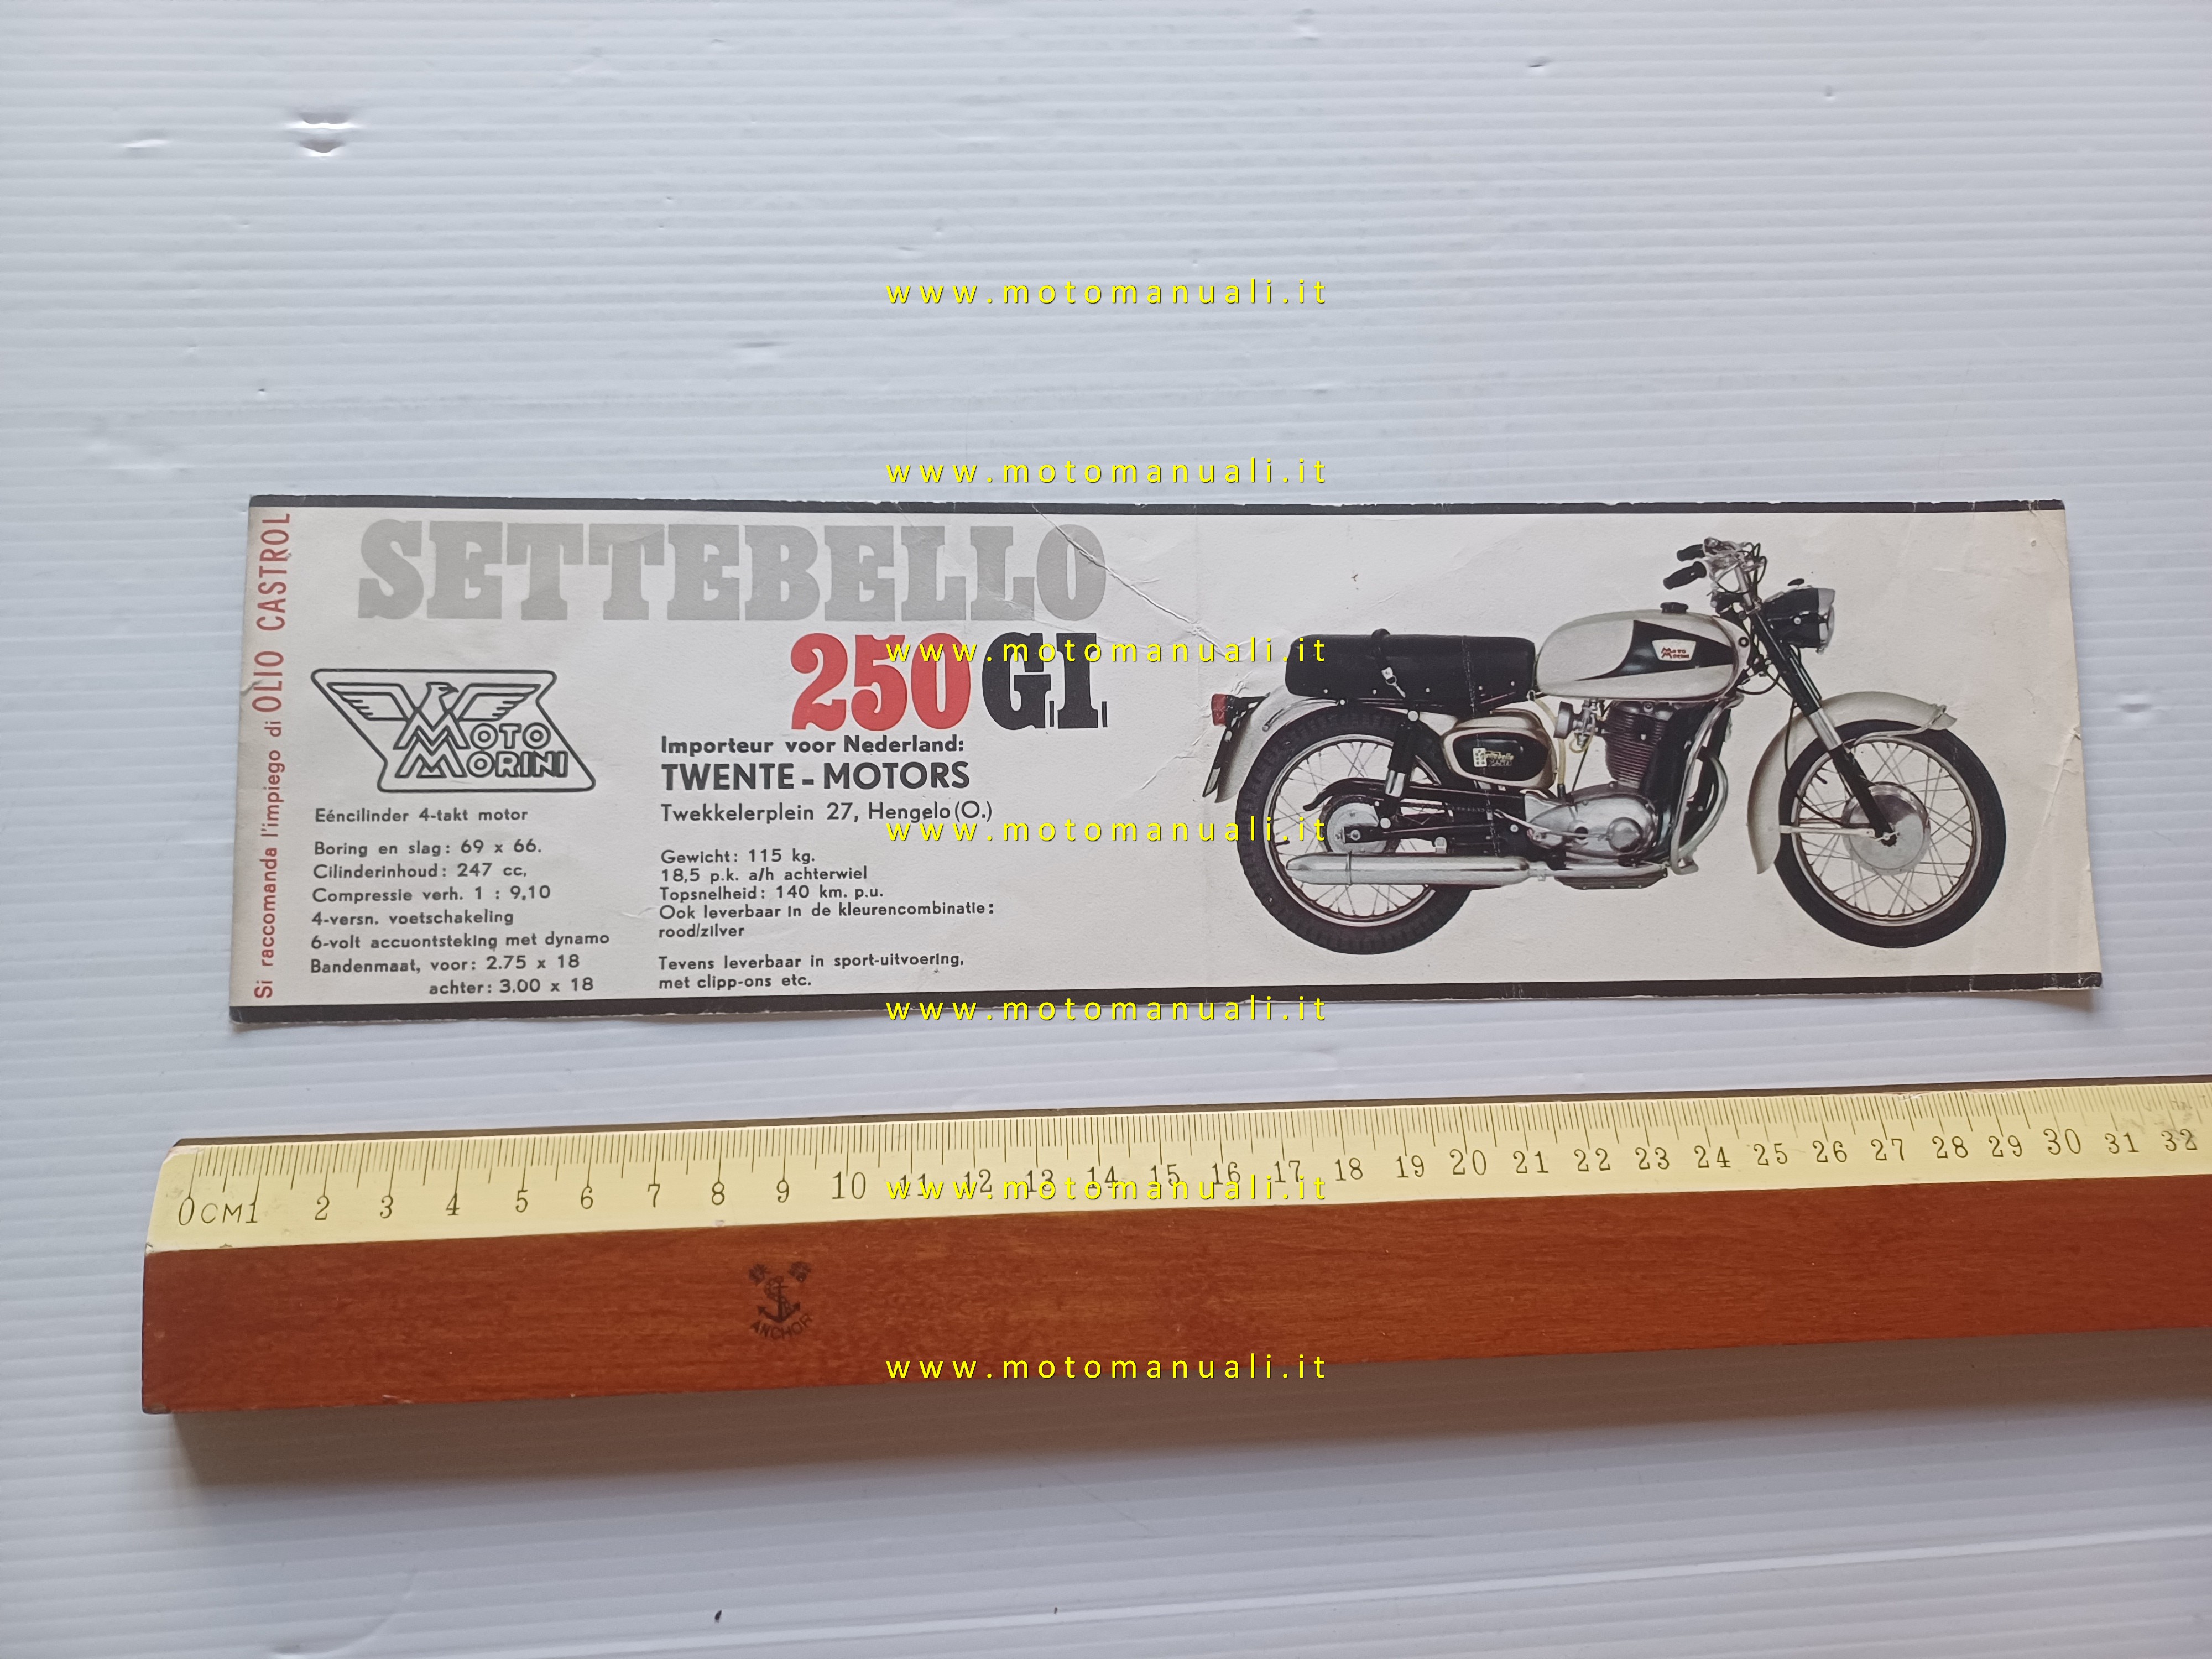 www.motomanuali.it
www.motomanuali.it
Si raccomanda l'impiego di OLIO CASTROL
SETTEBELLO
250 GI
www.motomanuali.it
MOTO
MORINI
MOTO
MORINI
Eéncilinder 4-takt motor
Boring en slag: 69 x 66.
Cilinderinhoud: 247 cc,
Compressie verh. 1 : 9,10
4-versn. voetschakeling
6-volt accuontsteking met dynamo
Bandenmaat, voor: 2.75 x 18
achter: 3.00 x 18
Importeur voor Nederland:
TWENTE - MOTORS
Twekkelerplein 27, Hengelo (O.)
www.motomanuali.it
Gewicht: 115 kg.
18,5 p.k. a/h achterwiel
Topsnelheid: 140 km. p.u.
Ook leverbaar in de kleurencombinatie:
rood/zilver
Tevens leverbaar in sport-uitvoering,
met clipp-ons etc.
www.motomanuali.it
0 CM 1 2 3 4 5 6 7 8 9 10 11 12 13 14 15 16 17 18 19 20 21 22 23 24 25 26 27 28 29 30 31 32
www.motomanuali.it
ANCHOR
www.motomanuali.it